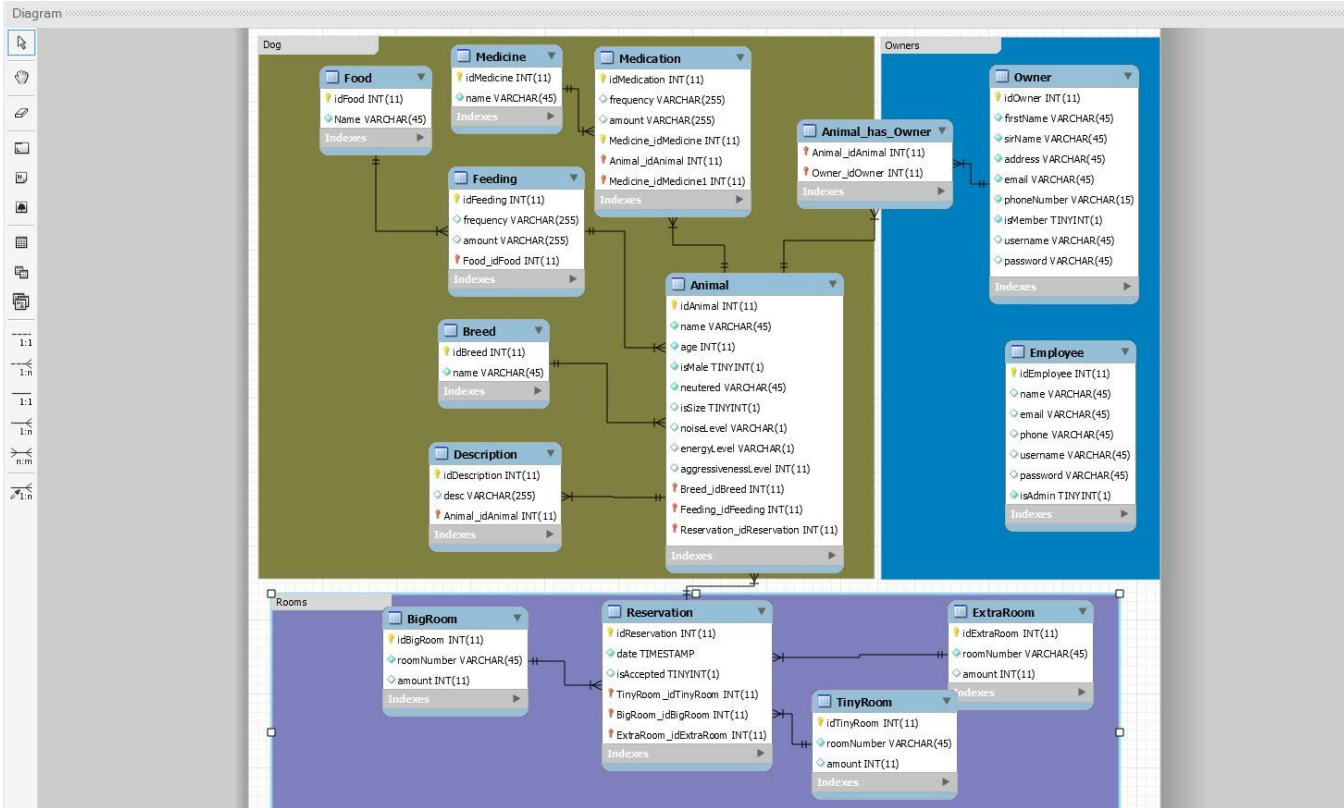 Diagram
1:1
1:n
1:1
1:n
n:m
1:n
Dog
Food
idFood INT(11)
Name VARCHAR(45)
Indexes
Medicine
idMedicine INT(11)
name VARCHAR(45)
Indexes
Medication
idMedication INT(11)
frequency VARCHAR(255)
amount VARCHAR(255)
Medicine_idMedicine INT(11)
Animal_idAnimal INT(11)
Medicine_idMedicine1 INT(11)
Indexes
Feeding
idFeeding INT(11)
frequency VARCHAR(255)
amount VARCHAR(255)
Food_idFood INT(11)
Indexes
Breed
idBreed INT(11)
name VARCHAR(45)
Indexes
Description
idDescription INT(11)
desc VARCHAR(255)
Animal_idAnimal INT(11)
Indexes
Animal
idAnimal INT(11)
name VARCHAR(45)
age INT(11)
isMale TINYINT(1)
neutered VARCHAR(45)
isSize TINYINT(1)
noiseLevel VARCHAR(1)
energyLevel VARCHAR(1)
aggressivenessLevel INT(11)
Breed_idBreed INT(11)
Feeding_idFeeding INT(11)
Reservation_idReservation INT(11)
Indexes
Animal_has_Owner
Animal_idAnimal INT(11)
Owner_idOwner INT(11)
Indexes
Owners
Owner
idOwner INT(11)
firstName VARCHAR(45)
sirName VARCHAR(45)
address VARCHAR(45)
email VARCHAR(45)
phoneNumber VARCHAR(15)
isMember TINYINT(1)
username VARCHAR(45)
password VARCHAR(45)
Indexes
Employee
idEmployee INT(11)
name VARCHAR(45)
email VARCHAR(45)
phone VARCHAR(45)
username VARCHAR(45)
password VARCHAR(45)
isAdmin TINYINT(1)
Indexes
Rooms
BigRoom
idBigRoom INT(11)
roomNumber VARCHAR(45)
amount INT(11)
Indexes
Reservation
idReservation INT(11)
date TIMESTAMP
isAccepted TINYINT(1)
TinyRoom_idTinyRoom INT(11)
BigRoom_idBigRoom INT(11)
ExtraRoom_idExtraRoom INT(11)
Indexes
ExtraRoom
idExtraRoom INT(11)
roomNumber VARCHAR(45)
amount INT(11)
Indexes
TinyRoom
idTinyRoom INT(11)
roomNumber VARCHAR(45)
amount INT(11)
Indexes